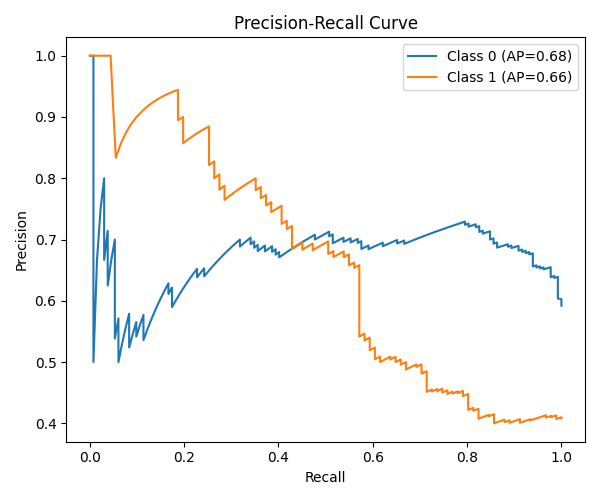 Precision-Recall Curve
Class 0 (AP=0.68)
Class 1 (AP=0.66)
1.0
0.9
0.8
0.7
0.6
0.5
0.4
Precision
0.0 0.2 0.4 0.6 0.8 1.0
Recall